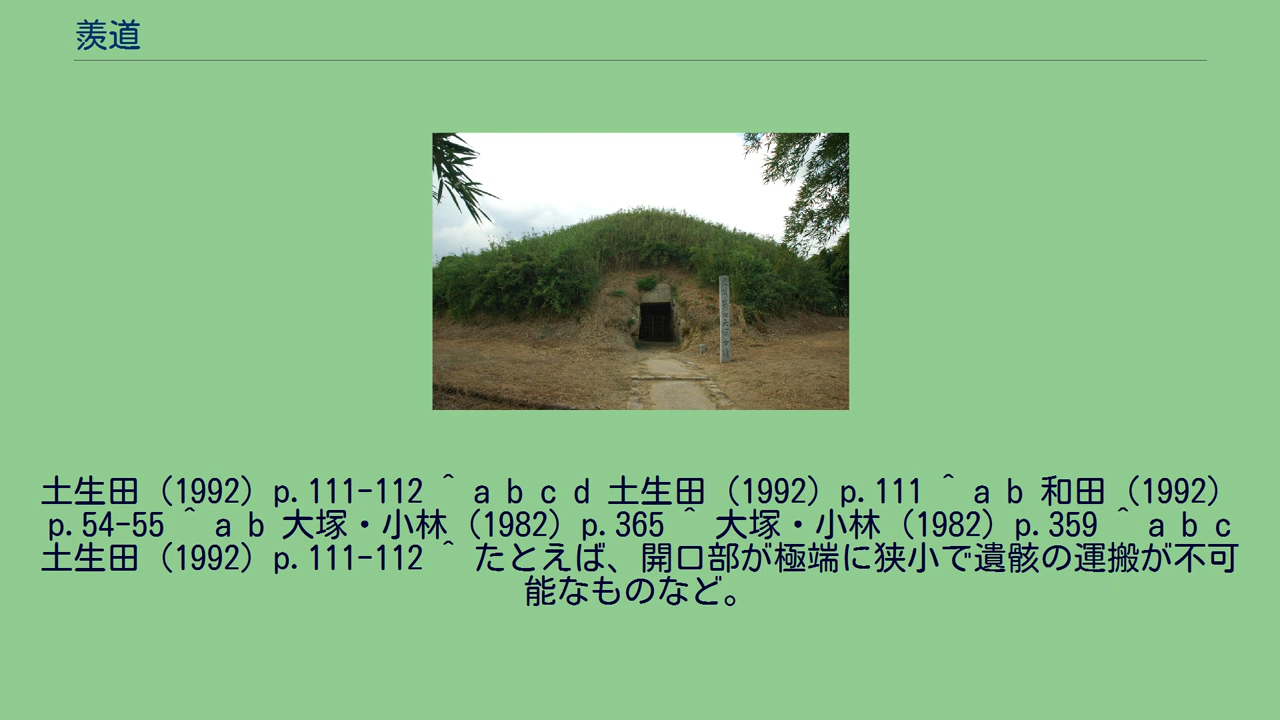 羨道
土生田（1992）p.111-112 ^ a b c d 土生田（1992）p.111 ^ a b 和田（1992）
p.54-55 ^ a b 大塚・小林（1982）p.365 ^ 大塚・小林（1982）p.359 ^ a b c
土生田（1992）p.111-112 ^ たとえば、開口部が極端に狭小で遺骸の運搬が不可
能なものなど。